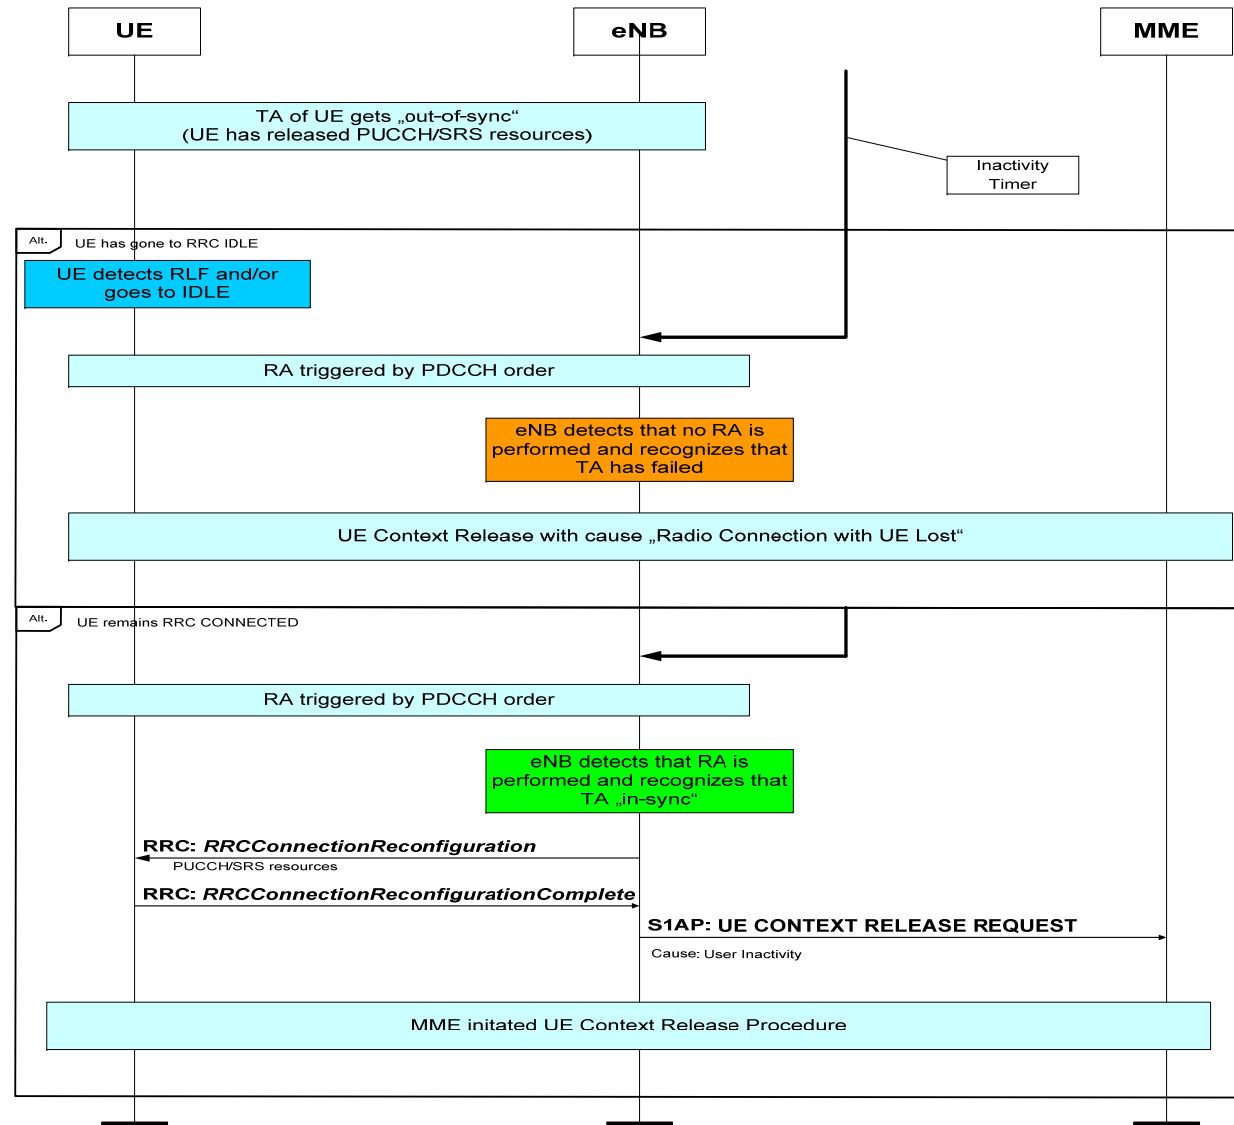 UE
eNB
MME
TA of UE gets „out-of-sync“
(UE has released PUCCH/SRS resources)
Inactivity
Timer
Alt.
UE has gone to RRC IDLE
UE detects RLF and/or
goes to IDLE
RA triggered by PDCCH order
eNB detects that no RA is
performed and recognizes that
TA has failed
UE Context Release with cause „Radio Connection with UE Lost“
Alt.
UE remains RRC CONNECTED
RA triggered by PDCCH order
eNB detects that RA is
performed and recognizes that
TA „in-sync“
RRC: RRCConnectionReconfiguration
PUCCH/SRS resources
RRC: RRCConnectionReconfigurationComplete
S1AP: UE CONTEXT RELEASE REQUEST
Cause: User Inactivity
MME initated UE Context Release Procedure